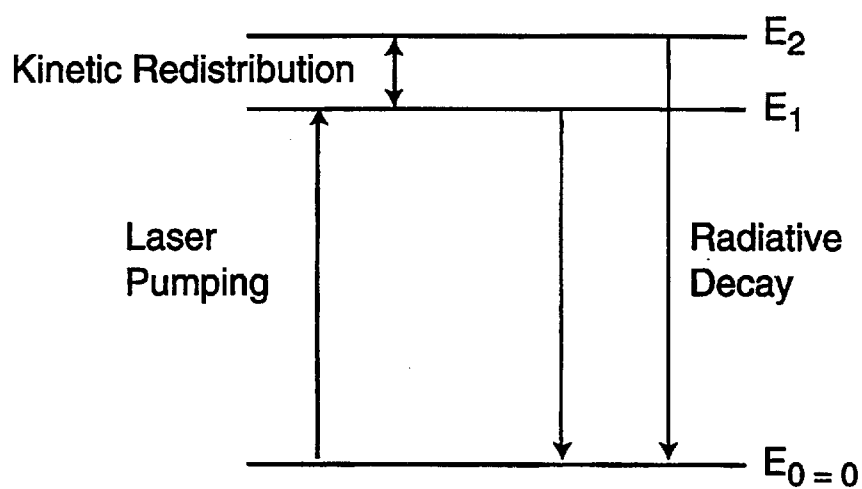 E2
Kinetic Redistribution
E1
Laser
Pumping
Radiative
Decay
E0 = 0